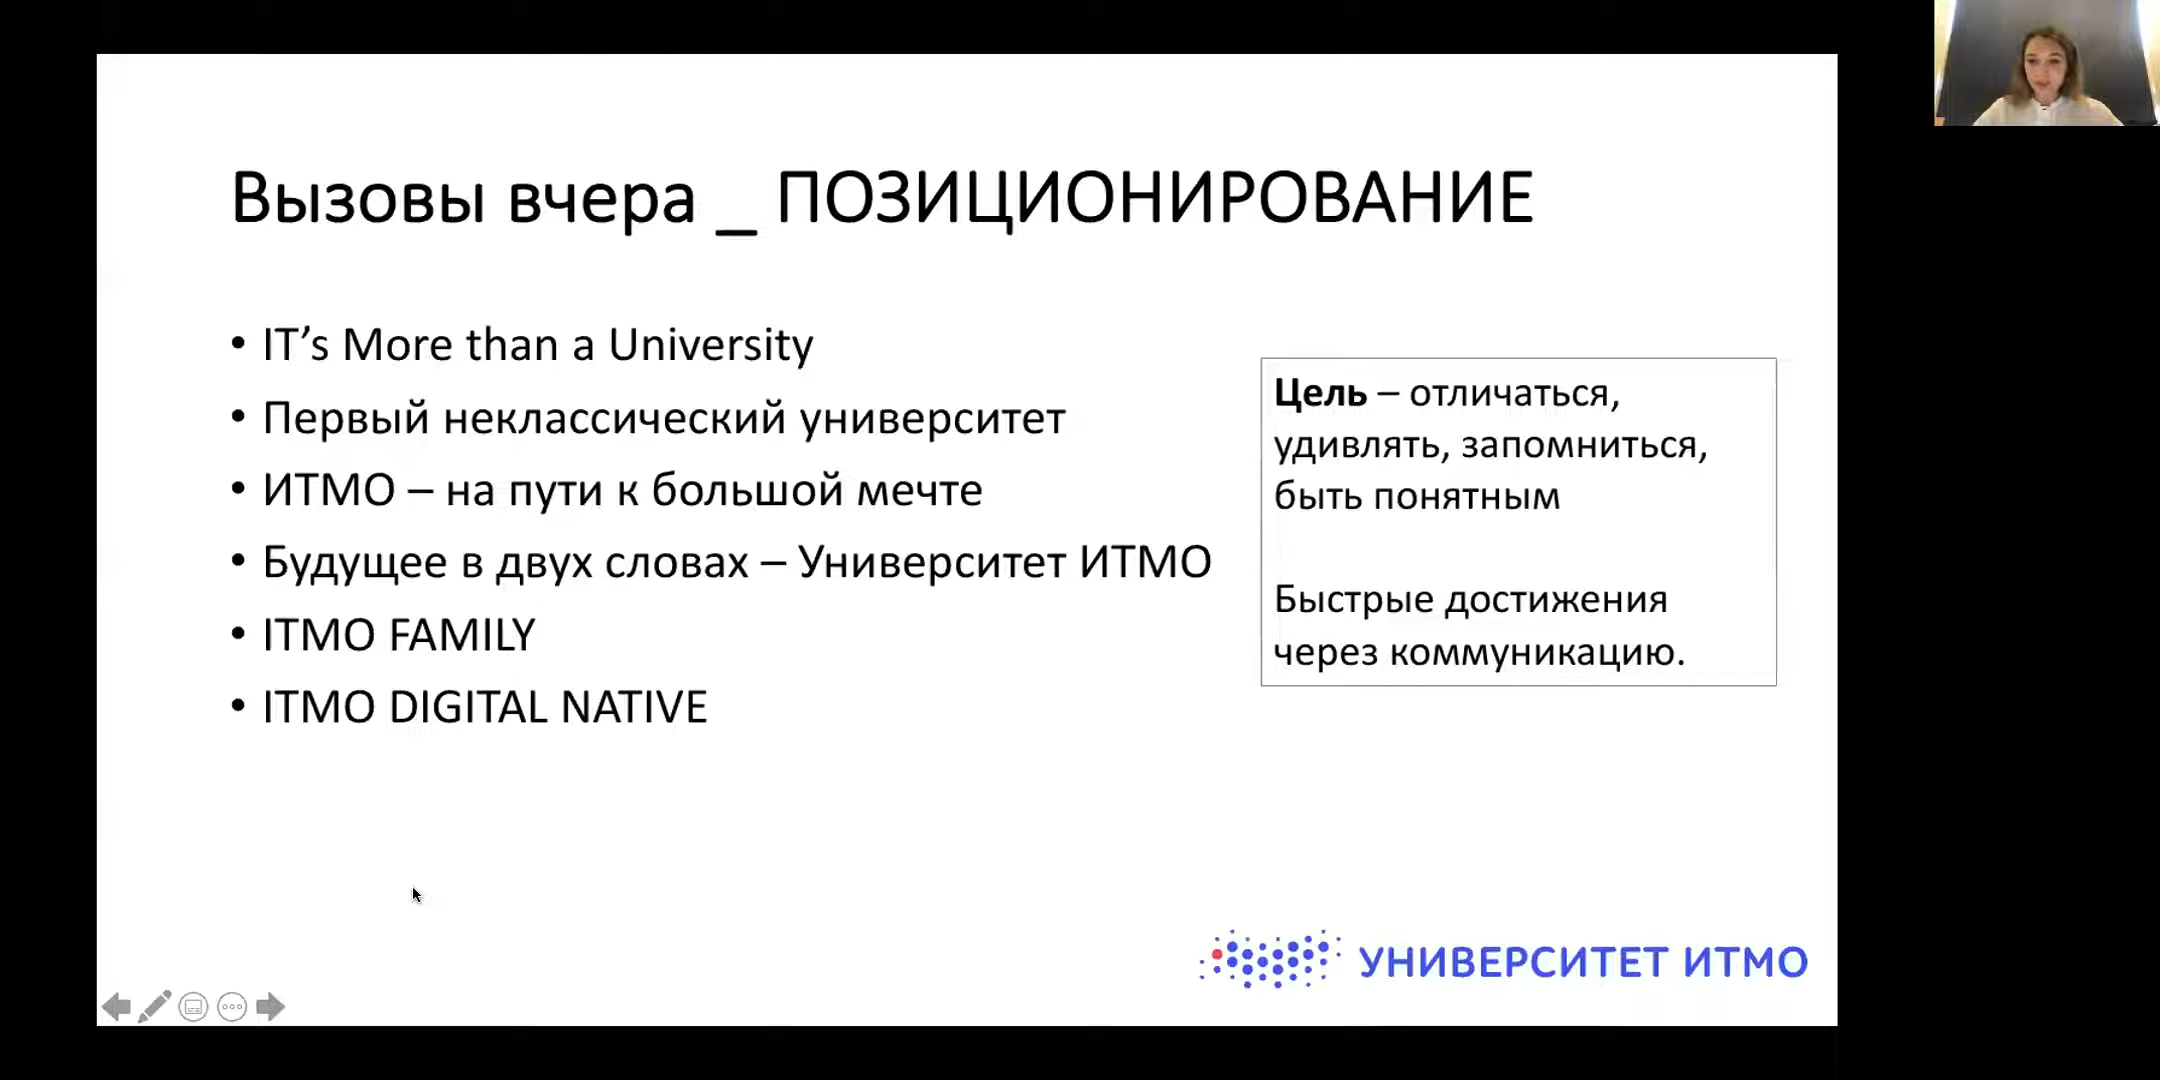 Вызовы вчера _ ПОЗИЦИОНИРОВАНИЕ
• IT’s More than a University
• Первый неклассический университет
• ИТМО – на пути к большой мечте
• Будущее в двух словах – Университет ИТМО
• ITMO FAMILY
• ITMO DIGITAL NATIVE
Цель – отличаться,
удивлять, запомниться,
быть понятным
Быстрые достижения
через коммуникацию.
УНИВЕРСИТЕТ ИТМО